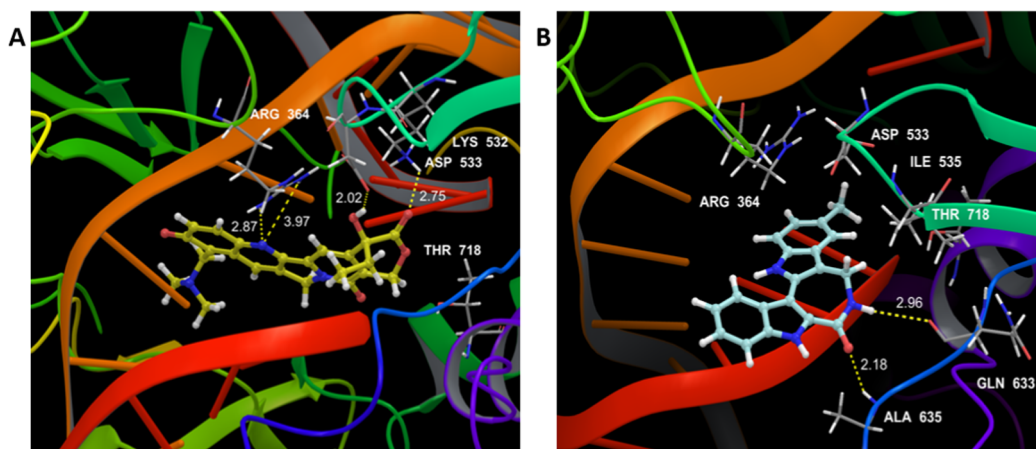 A
ARG 364
LYS 532
ASP 533
2.02
2.75
2.87
3.97
THR 718
B
ASP 533
ILE 535
ARG 364
THR 718
2.96
2.18
GLN 633
ALA 635